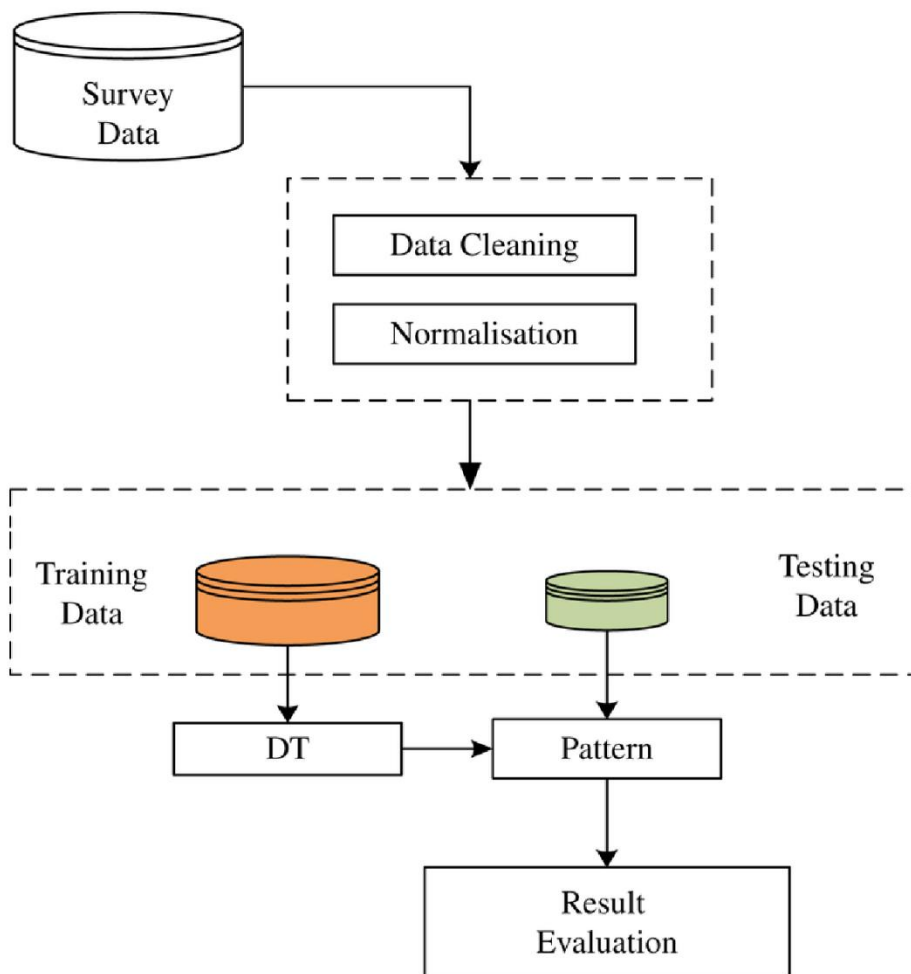 Survey
Data
Data Cleaning
Normalisation
Training
Data
Testing
Data
DT
Pattern
Result
Evaluation